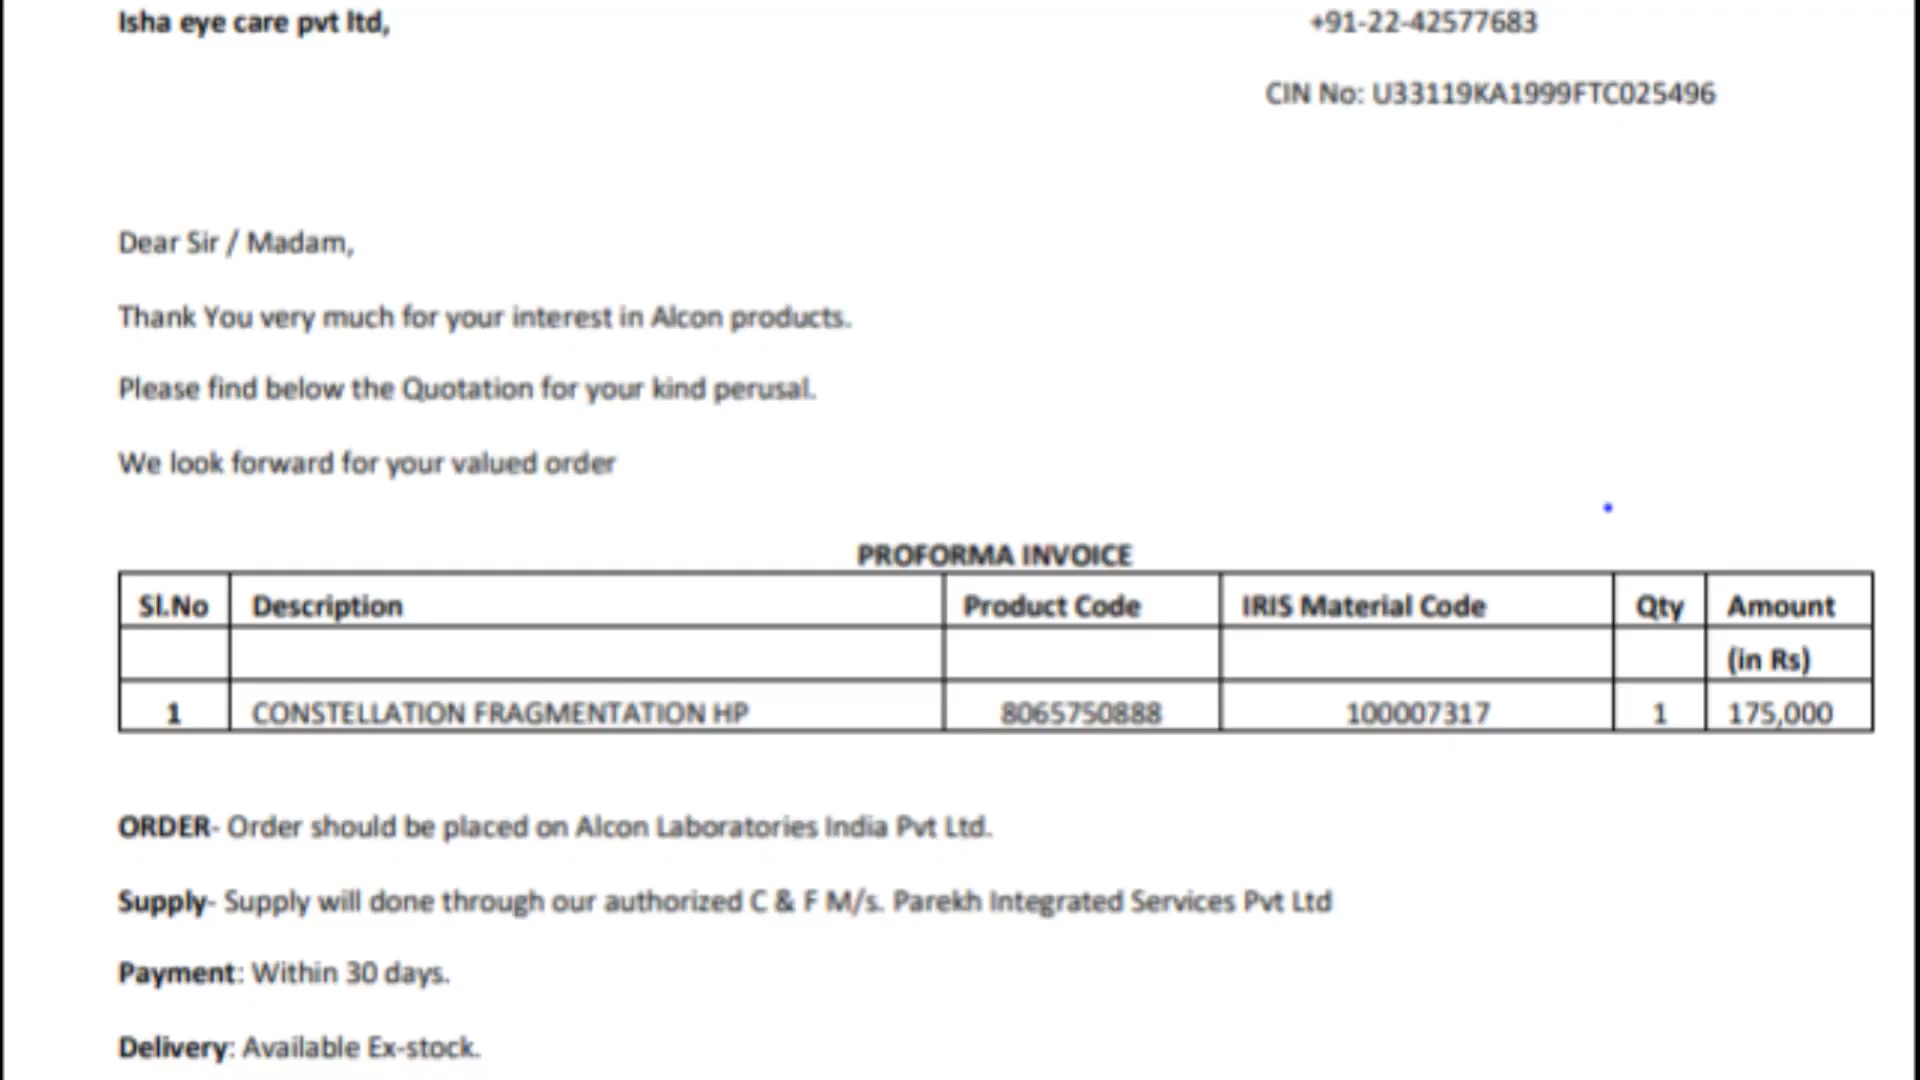 Isha eye care pvt ltd,
+91-22-42577683
CIN No: U33119KA1999FTC025496
Dear Sir / Madam,
Thank You very much for your interest in Alcon products.
Please find below the Quotation for your kind perusal.
We look forward for your valued order
PROFORMA INVOICE
Sl.No Description Product Code IRIS Material Code Qty Amount
(in Rs)
1 CONSTELLATION FRAGMENTATION HP 8065750888 100007317 1 175,000
ORDER- Order should be placed on Alcon Laboratories India Pvt Ltd.
Supply- Supply will done through our authorized C & F M/s. Parekh Integrated Services Pvt Ltd
Payment: Within 30 days.
Delivery: Available Ex-stock.